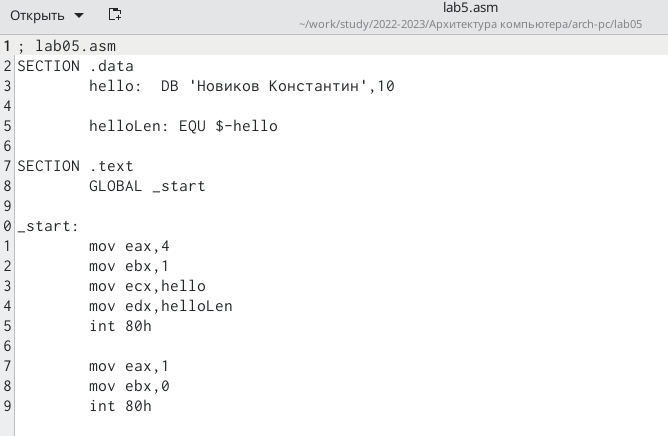 Открыть
lab5.asm
~/work/study/2022-2023/Архитектура компьютера/arch-pc/lab05
1 ; lab05.asm
2 SECTION .data
3 hello: DB 'Новиков Константин',10
4
5 helloLen: EQU $-hello
6
7 SECTION .text
8 GLOBAL _start
9
0 _start:
1 mov eax,4
2 mov ebx,1
3 mov ecx,hello
4 mov edx,helloLen
5 int 80h
6
7 mov eax,1
8 mov ebx,0
9 int 80h